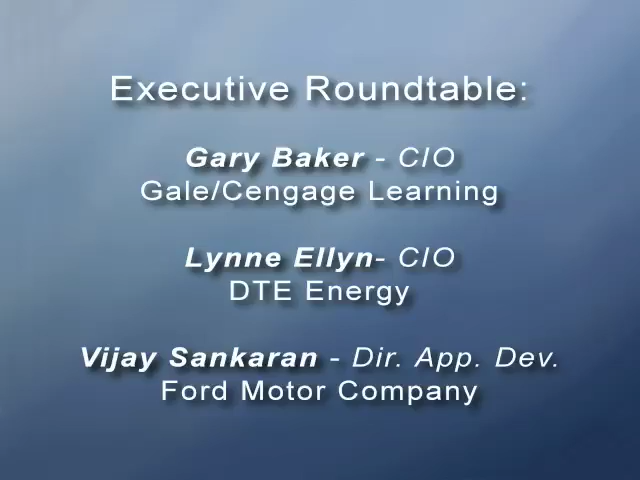 Executive Roundtable:
Gary Baker - CIO
Gale/Cengage Learning
Lynne Ellyn- CIO
DTE Energy
Vijay Sankaran - Dir. App. Dev.
Ford Motor Company